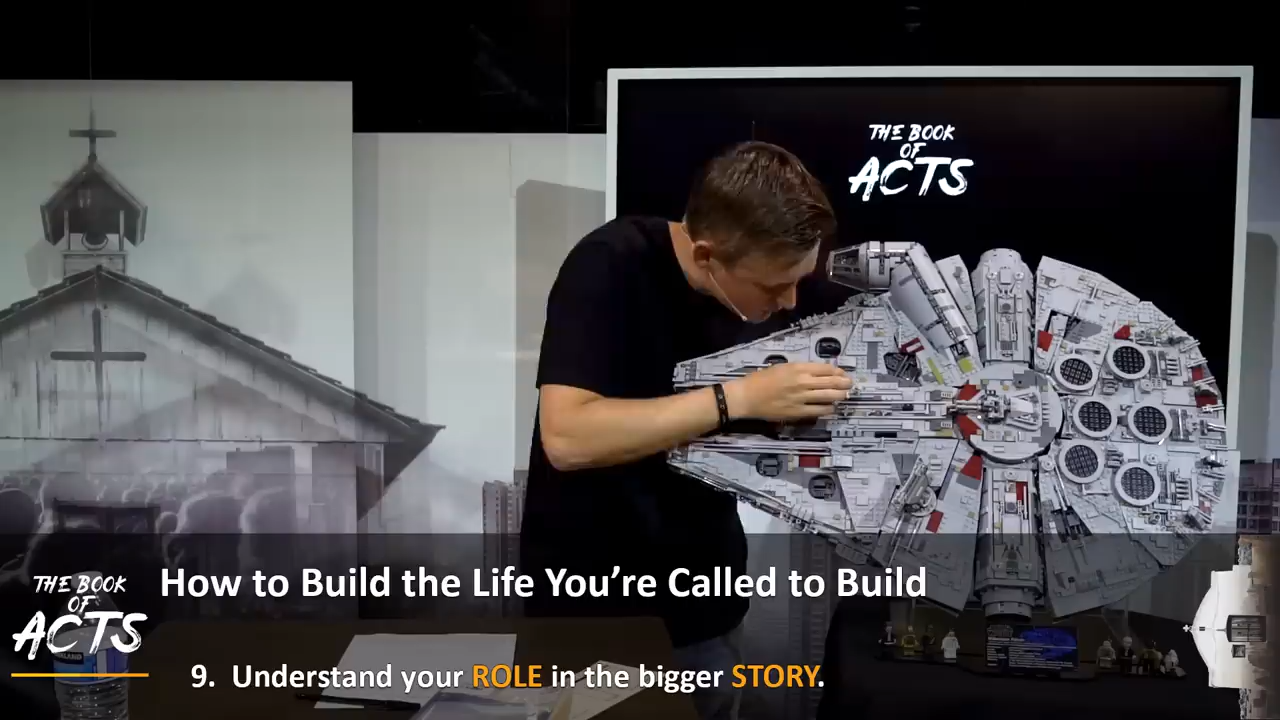 THE BOOK
OF
ACTS
THE BOOK
OF
ACTS
How to Build the Life You're Called to Build
9. Understand your ROLE in the bigger STORY.